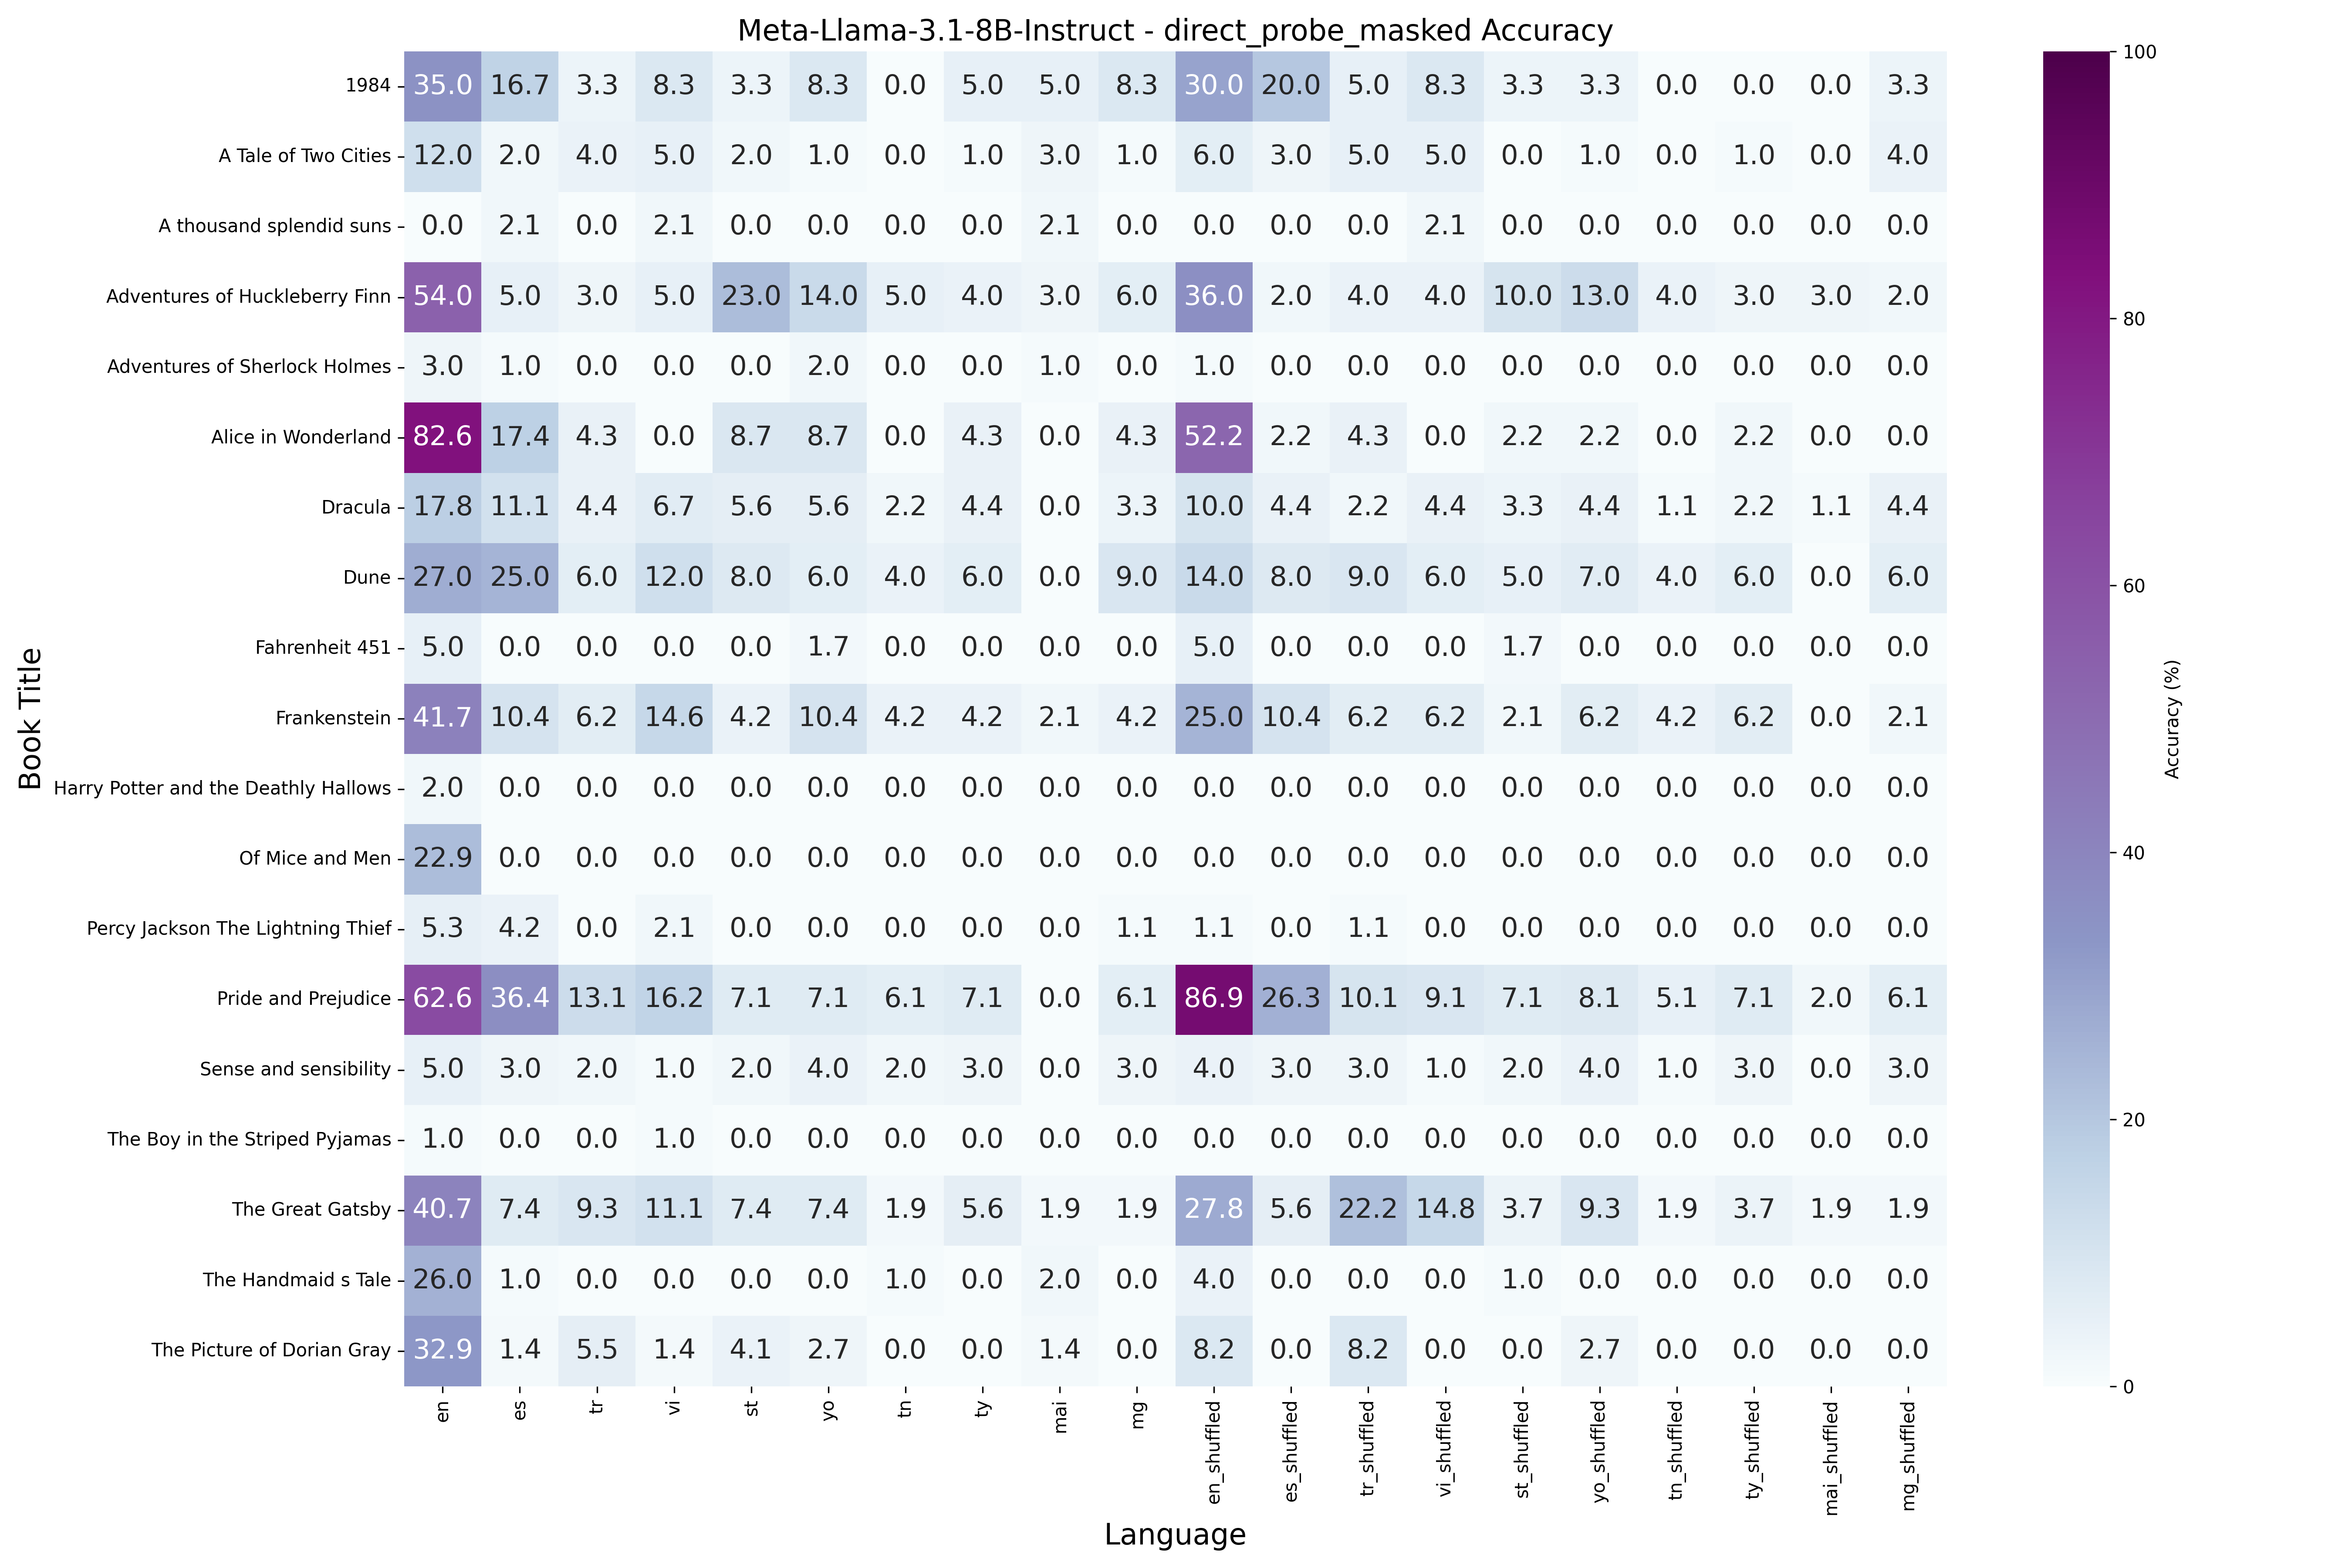 Meta-Llama-3.1-8B-Instruct - direct_probe_masked Accuracy
Book Title
1984 35.0 16.7 3.3 8.3 3.3 8.3 0.0 5.0 5.0 8.3 30.0 20.0 5.0 8.3 3.3 3.3 0.0 0.0 0.0 3.3
A Tale of Two Cities 12.0 2.0 4.0 5.0 2.0 1.0 0.0 1.0 3.0 1.0 6.0 3.0 5.0 5.0 0.0 1.0 0.0 1.0 0.0 4.0
A thousand splendid suns 0.0 2.1 0.0 2.1 0.0 0.0 0.0 0.0 2.1 0.0 0.0 0.0 0.0 2.1 0.0 0.0 0.0 0.0 0.0 0.0
Adventures of Huckleberry Finn 54.0 5.0 3.0 5.0 23.0 14.0 5.0 4.0 3.0 6.0 36.0 2.0 4.0 4.0 10.0 13.0 4.0 3.0 3.0 2.0
Adventures of Sherlock Holmes 3.0 1.0 0.0 0.0 0.0 2.0 0.0 0.0 1.0 0.0 1.0 0.0 0.0 0.0 0.0 0.0 0.0 0.0 0.0 0.0
Alice in Wonderland 82.6 17.4 4.3 0.0 8.7 8.7 0.0 4.3 0.0 4.3 52.2 2.2 4.3 0.0 2.2 2.2 0.0 2.2 0.0 0.0
Dracula 17.8 11.1 4.4 6.7 5.6 5.6 2.2 4.4 0.0 3.3 10.0 4.4 2.2 4.4 3.3 4.4 1.1 2.2 1.1 4.4
Dune 27.0 25.0 6.0 12.0 8.0 6.0 4.0 6.0 0.0 9.0 14.0 8.0 9.0 6.0 5.0 7.0 4.0 6.0 0.0 6.0
Fahrenheit 451 5.0 0.0 0.0 0.0 0.0 1.7 0.0 0.0 0.0 0.0 5.0 0.0 0.0 0.0 1.7 0.0 0.0 0.0 0.0 0.0
Frankenstein 41.7 10.4 6.2 14.6 4.2 10.4 4.2 4.2 2.1 4.2 25.0 10.4 6.2 6.2 2.1 6.2 4.2 6.2 0.0 2.1
Harry Potter and the Deathly Hallows 2.0 0.0 0.0 0.0 0.0 0.0 0.0 0.0 0.0 0.0 0.0 0.0 0.0 0.0 0.0 0.0 0.0 0.0 0.0 0.0
Of Mice and Men 22.9 0.0 0.0 0.0 0.0 0.0 0.0 0.0 0.0 0.0 0.0 0.0 0.0 0.0 0.0 0.0 0.0 0.0 0.0 0.0
Percy Jackson The Lightning Thief 5.3 4.2 0.0 2.1 0.0 0.0 0.0 0.0 0.0 1.1 1.1 0.0 1.1 0.0 0.0 0.0 0.0 0.0 0.0 0.0
Pride and Prejudice 62.6 36.4 13.1 16.2 7.1 7.1 6.1 7.1 0.0 6.1 86.9 26.3 10.1 9.1 7.1 8.1 5.1 7.1 2.0 6.1
Sense and sensibility 5.0 3.0 2.0 1.0 2.0 4.0 2.0 3.0 0.0 3.0 4.0 3.0 3.0 1.0 2.0 4.0 1.0 3.0 0.0 3.0
The Boy in the Striped Pyjamas 1.0 0.0 0.0 1.0 0.0 0.0 0.0 0.0 0.0 0.0 0.0 0.0 0.0 0.0 0.0 0.0 0.0 0.0 0.0 0.0
The Great Gatsby 40.7 7.4 9.3 11.1 7.4 7.4 1.9 5.6 1.9 1.9 27.8 5.6 22.2 14.8 3.7 9.3 1.9 3.7 1.9 1.9
The Handmaid s Tale 26.0 1.0 0.0 0.0 0.0 0.0 1.0 0.0 2.0 0.0 4.0 0.0 0.0 0.0 1.0 0.0 0.0 0.0 0.0 0.0
The Picture of Dorian Gray 32.9 1.4 5.5 1.4 4.1 2.7 0.0 0.0 1.4 0.0 8.2 0.0 8.2 0.0 0.0 2.7 0.0 0.0 0.0 0.0
en es tr vi st yo tn ty mai mg en_shuffled es_shuffled tr_shuffled vi_shuffled st_shuffled yo_shuffled tn_shuffled ty_shuffled mai_shuffled mg_shuffled
Language
100
80
60
40
20
0
Accuracy (%)